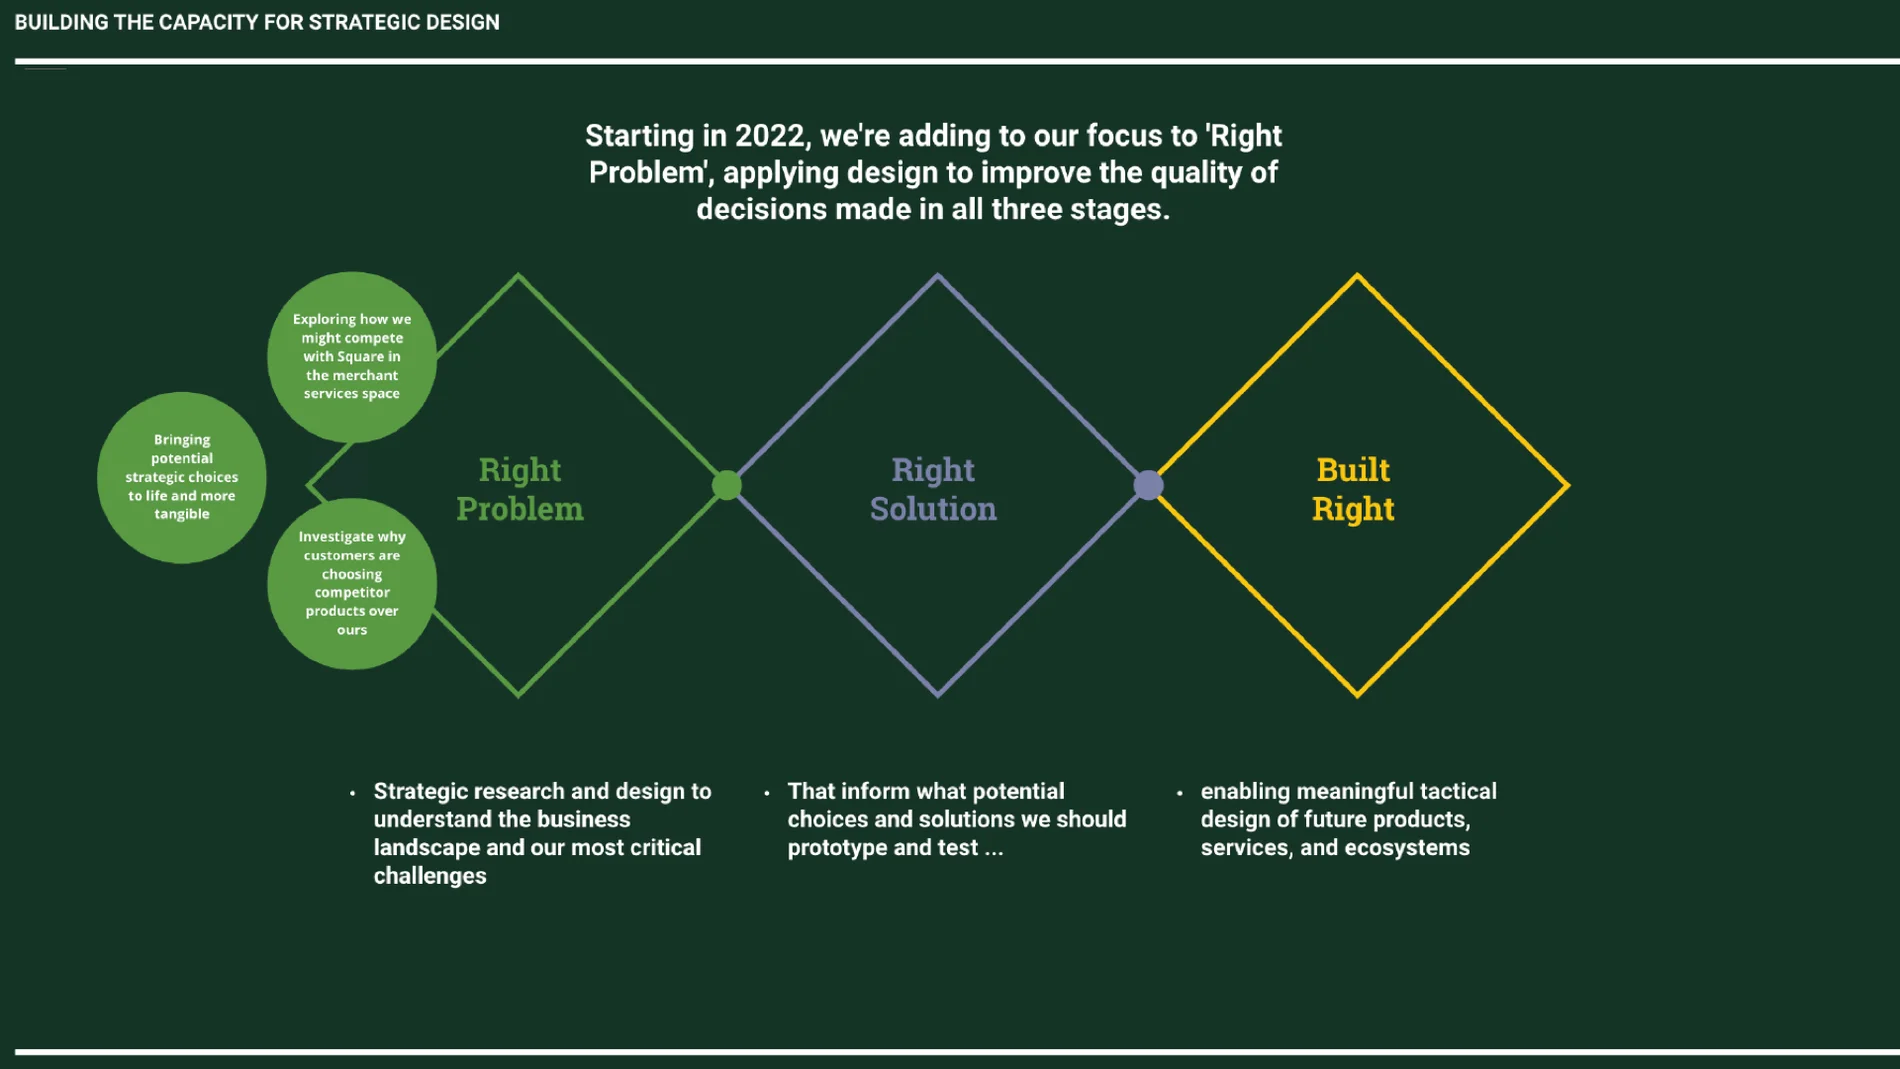 BUILDING THE CAPACITY FOR STRATEGIC DESIGN
Starting in 2022, we're adding to our focus to 'Right
Problem', applying design to improve the quality of
decisions made in all three stages.
Exploring how we
might compete
with Square in
the merchant
services space
Bringing
potential
strategic choices
to life and more
tangible
Investigate why
customers are
choosing
competitor
products over
ours
Right
Problem
Right
Solution
Built
Right
• Strategic research and design to
understand the business
landscape and our most critical
challenges
• That inform what potential
choices and solutions we should
prototype and test ...
• enabling meaningful tactical
design of future products,
services, and ecosystems